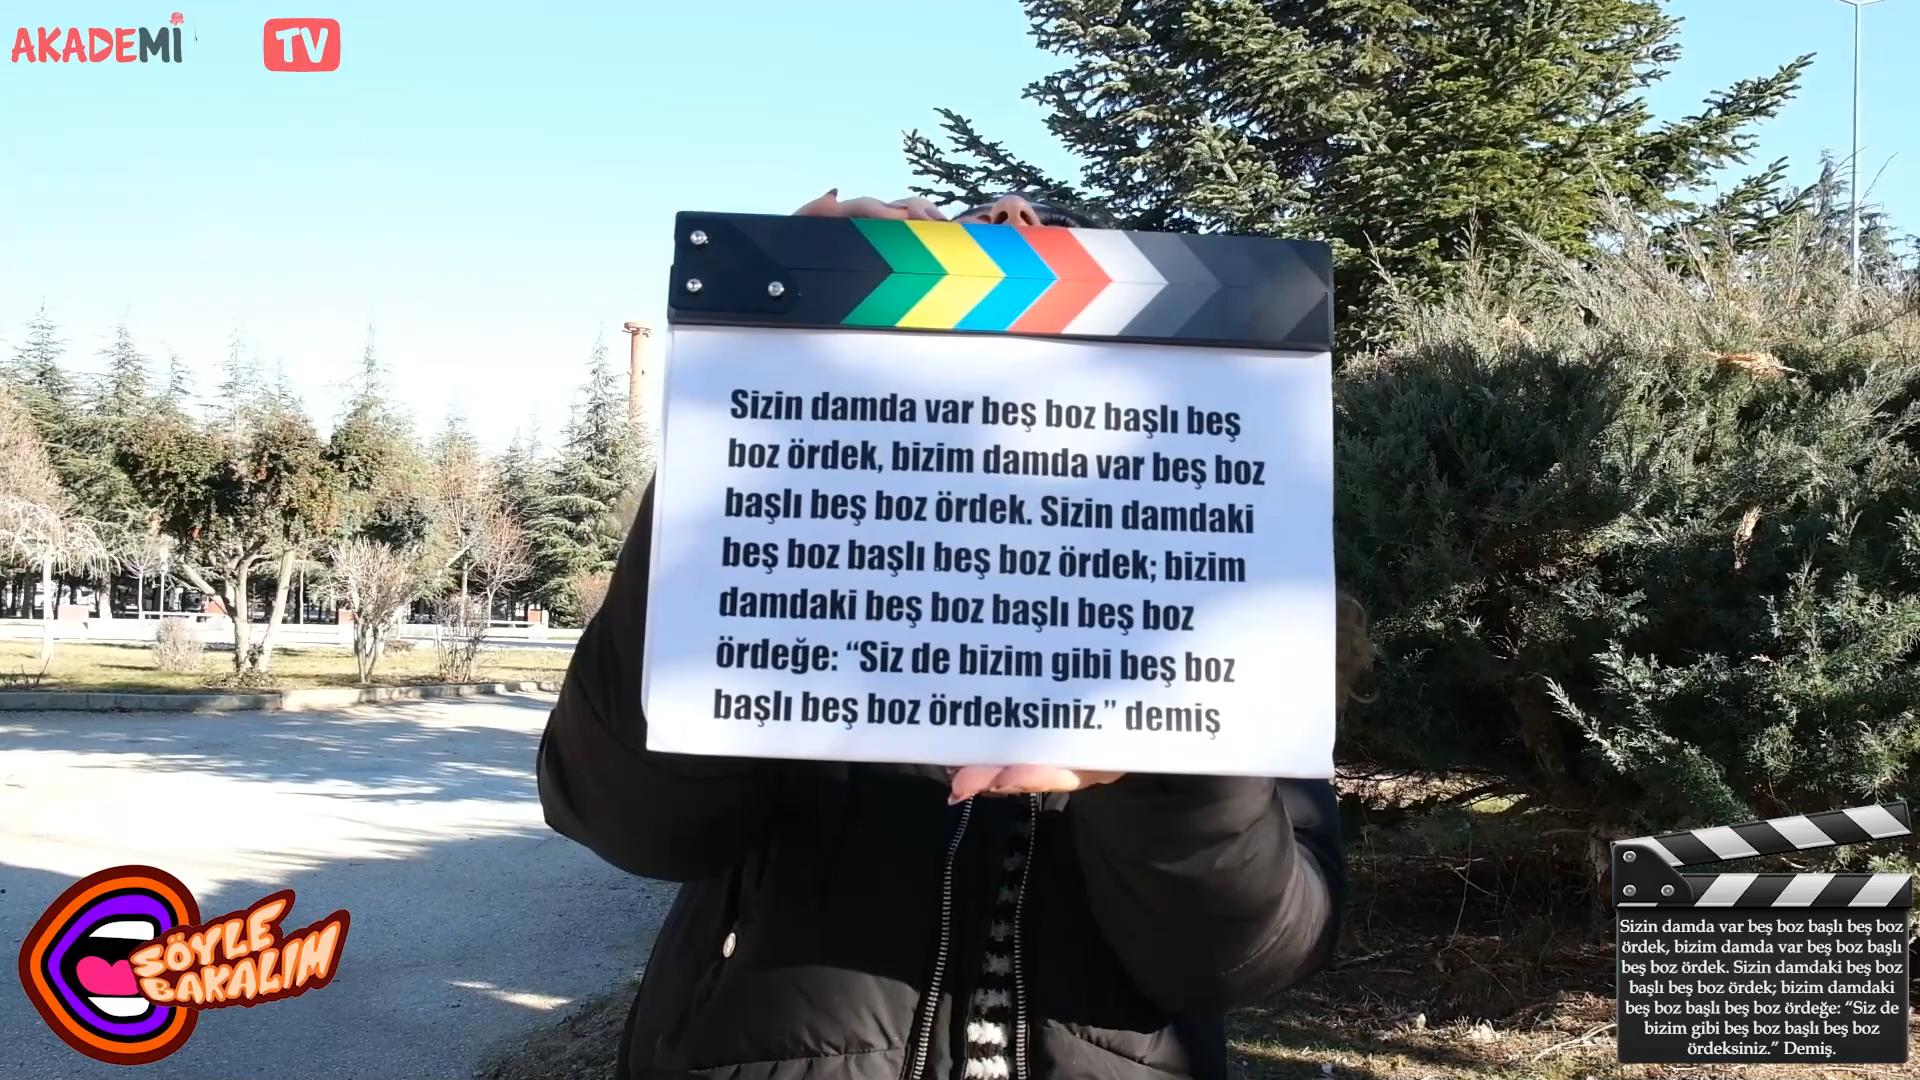 AKADEMİ TV
Sizin damda var beş boz başlı beş
boz ördek, bizim damda var beş boz
başlı beş boz ördek. Sizin damdaki
beş boz başlı beş boz ördek; bizim
damdaki beş boz başlı beş boz
ördeğe: “Siz de bizim gibi beş boz
başlı beş boz ördeksiniz.” demiş
SÖYLE
BAKALIM
Sizin damda var beş boz başlı beş boz
ördek, bizim damda var beş boz başlı
beş boz ördek. Sizin damdaki beş boz
başlı beş boz ördek; bizim damdaki
beş boz başlı beş boz ördeğe: “Siz de
bizim gibi beş boz başlı beş boz
ördeksiniz.” Demiş.